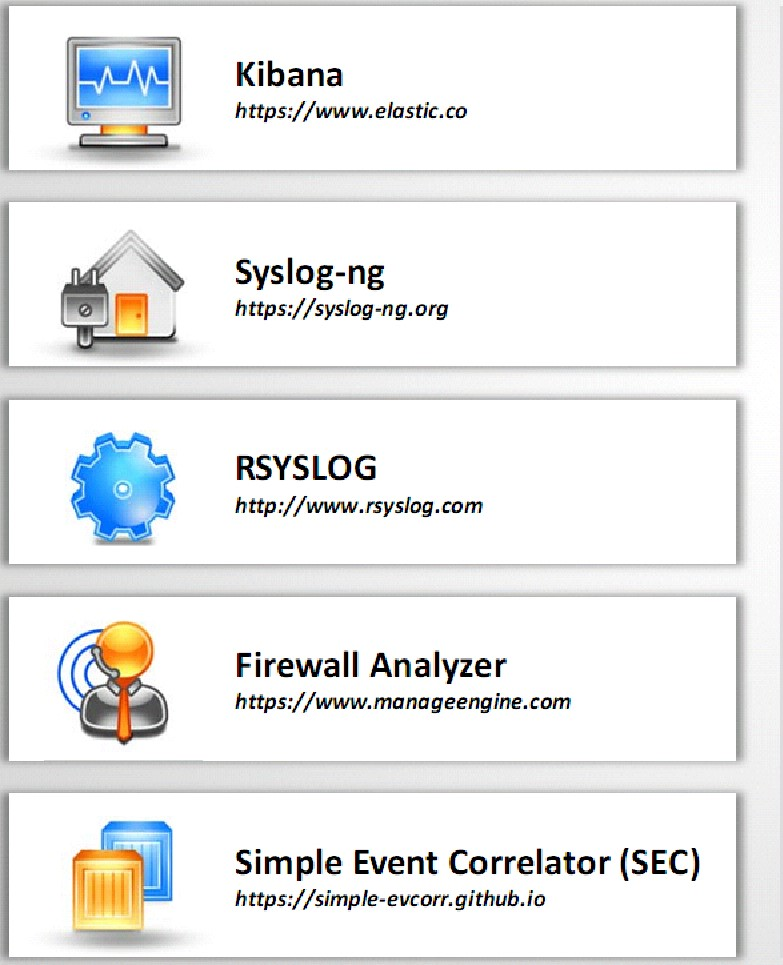 Kibana
https://www.elastic.co
Syslog-ng
https://syslog-ng.org
RSYSLOG
http://www.rsyslog.com
Firewall Analyzer
https://www.manageengine.com
Simple Event Correlator (SEC)
https://simple-evcorr.github.io